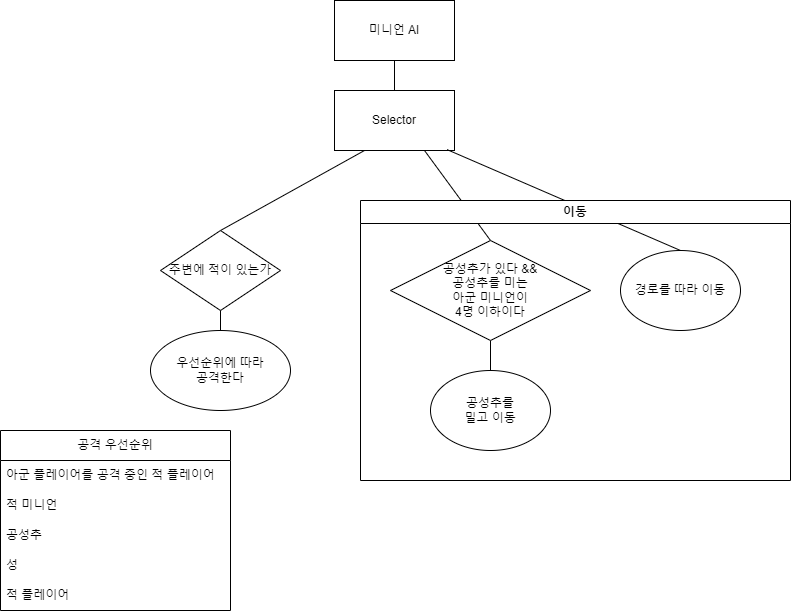 미니언 AI
Selector
이동
주변에 적이 있는가
공성추가 있다 &&
공성추를 미는
아군 미니언이
4명 이하이다
경로를 따라 이동
우선순위에 따라
공격한다
공성추를
밀고 이동
공격 우선순위
아군 플레이어를 공격 중인 적 플레이어
적 미니언
공성추
성
적 플레이어